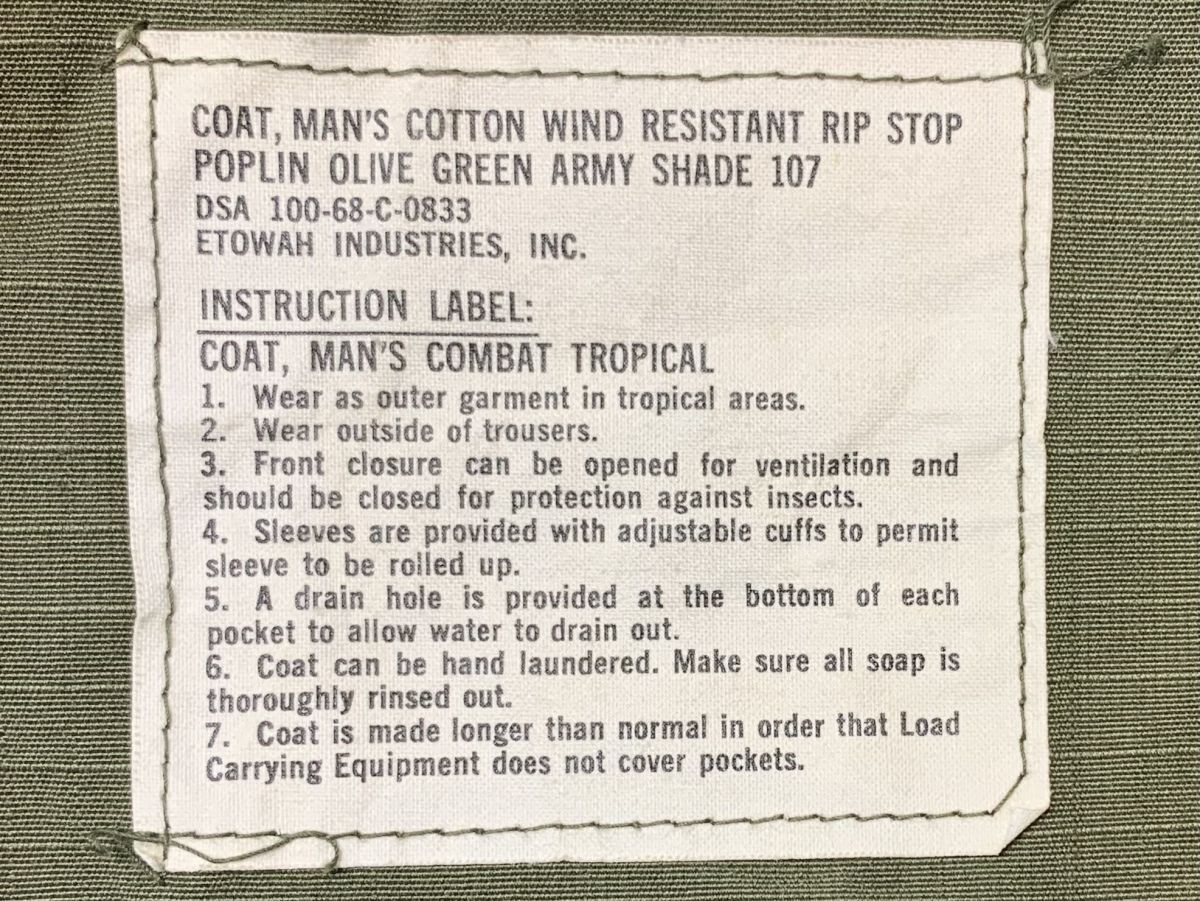 COAT, MAN'S COTTON WIND RESISTANT RIP STOP
POPLIN OLIVE GREEN ARMY SHADE 107
DSA 100-68-C-0833
ETOWAH INDUSTRIES, INC.
INSTRUCTION LABEL:
COAT, MAN'S COMBAT TROPICAL
1. Wear as outer garment in tropical areas.
2. Wear outside of trousers.
3. Front closure can be opened for ventilation and
should be closed for protection against insects.
4. Sleeves are provided with adjustable cuffs to permit
sleeve to be rolled up.
5. A drain hole is provided at the bottom of each
pocket to allow water to drain out.
6. Coat can be hand laundered. Make sure all soap is
thoroughly rinsed out.
7. Coat is made longer than normal in order that Load
Carrying Equipment does not cover pockets.